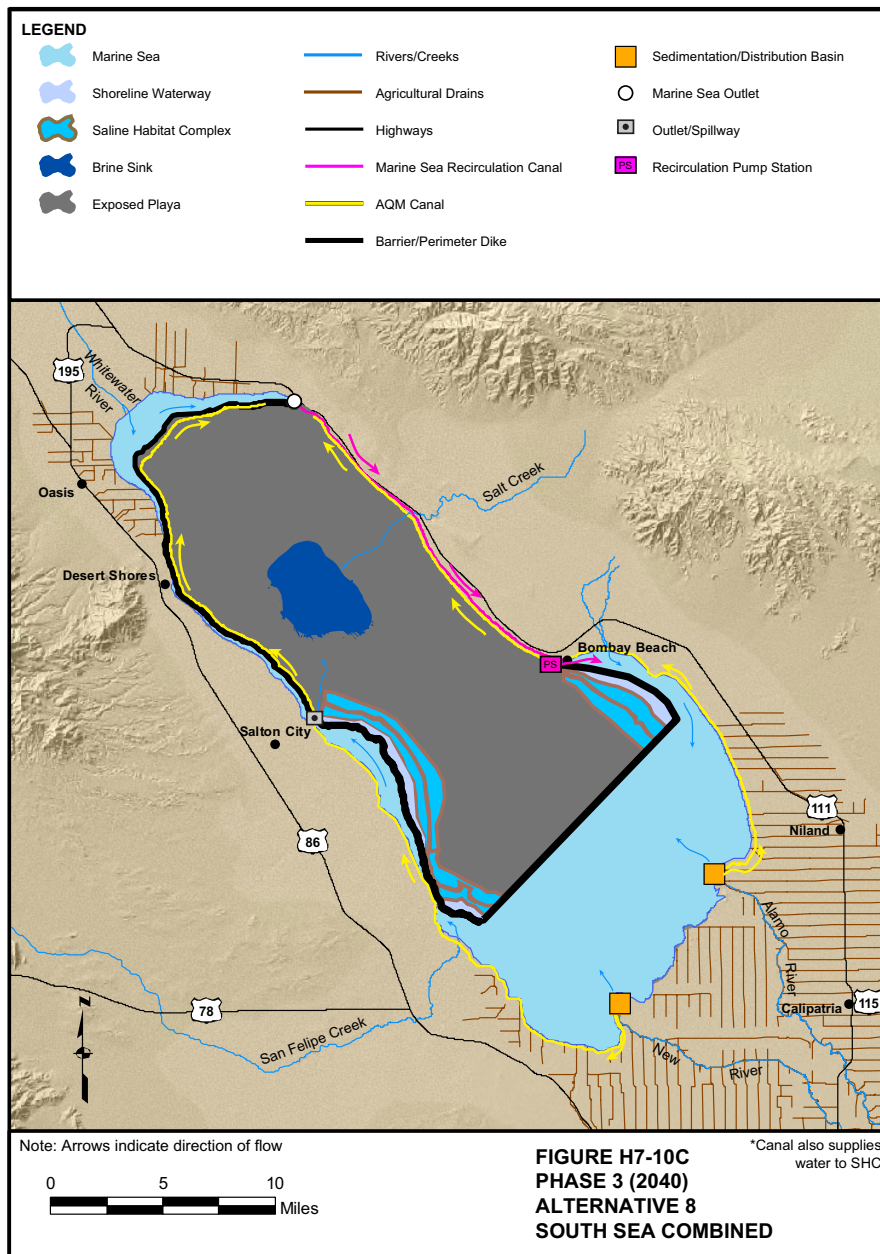 LEGEND
Marine Sea
Shoreline Waterway
Saline Habitat Complex
Brine Sink
Exposed Playa
Rivers/Creeks
Agricultural Drains
Highways
Marine Sea Recirculation Canal
AQM Canal
Barrier/Perimeter Dike
Sedimentation/Distribution Basin
Marine Sea Outlet
Outlet/Spillway
PS Recirculation Pump Station
195
Whitewater
River
Oasis
Salt Creek
Desert Shores
Bombay Beach
PS
Salton City
86
111
Niland
Alamo
River
115
Calipatria
78
San Felipe Creek
New
River
N
Note: Arrows indicate direction of flow
0 5 10
Miles
FIGURE H7-10C
PHASE 3 (2040)
ALTERNATIVE 8
SOUTH SEA COMBINED
*Canal also supplies
water to SHC